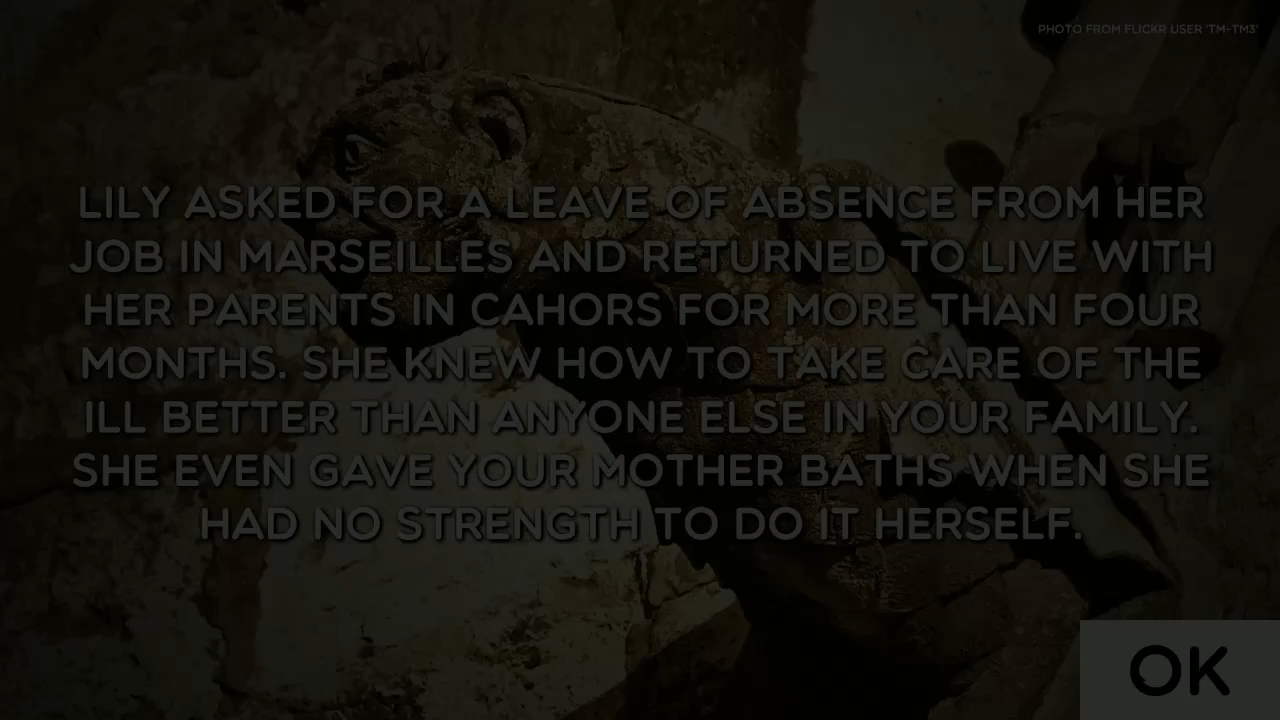 PHOTO FROM FLICKR USER 'TM-TM3'
LILY ASKED FOR A LEAVE OF ABSENCE FROM HER
JOB IN MARSEILLES AND RETURNED TO LIVE WITH
HER PARENTS IN CAHORS FOR MORE THAN FOUR
MONTHS. SHE KNEW HOW TO TAKE CARE OF THE
ILL BETTER THAN ANYONE ELSE IN YOUR FAMILY.
SHE EVEN GAVE YOUR MOTHER BATHS WHEN SHE
HAD NO STRENGTH TO DO IT HERSELF.
OK